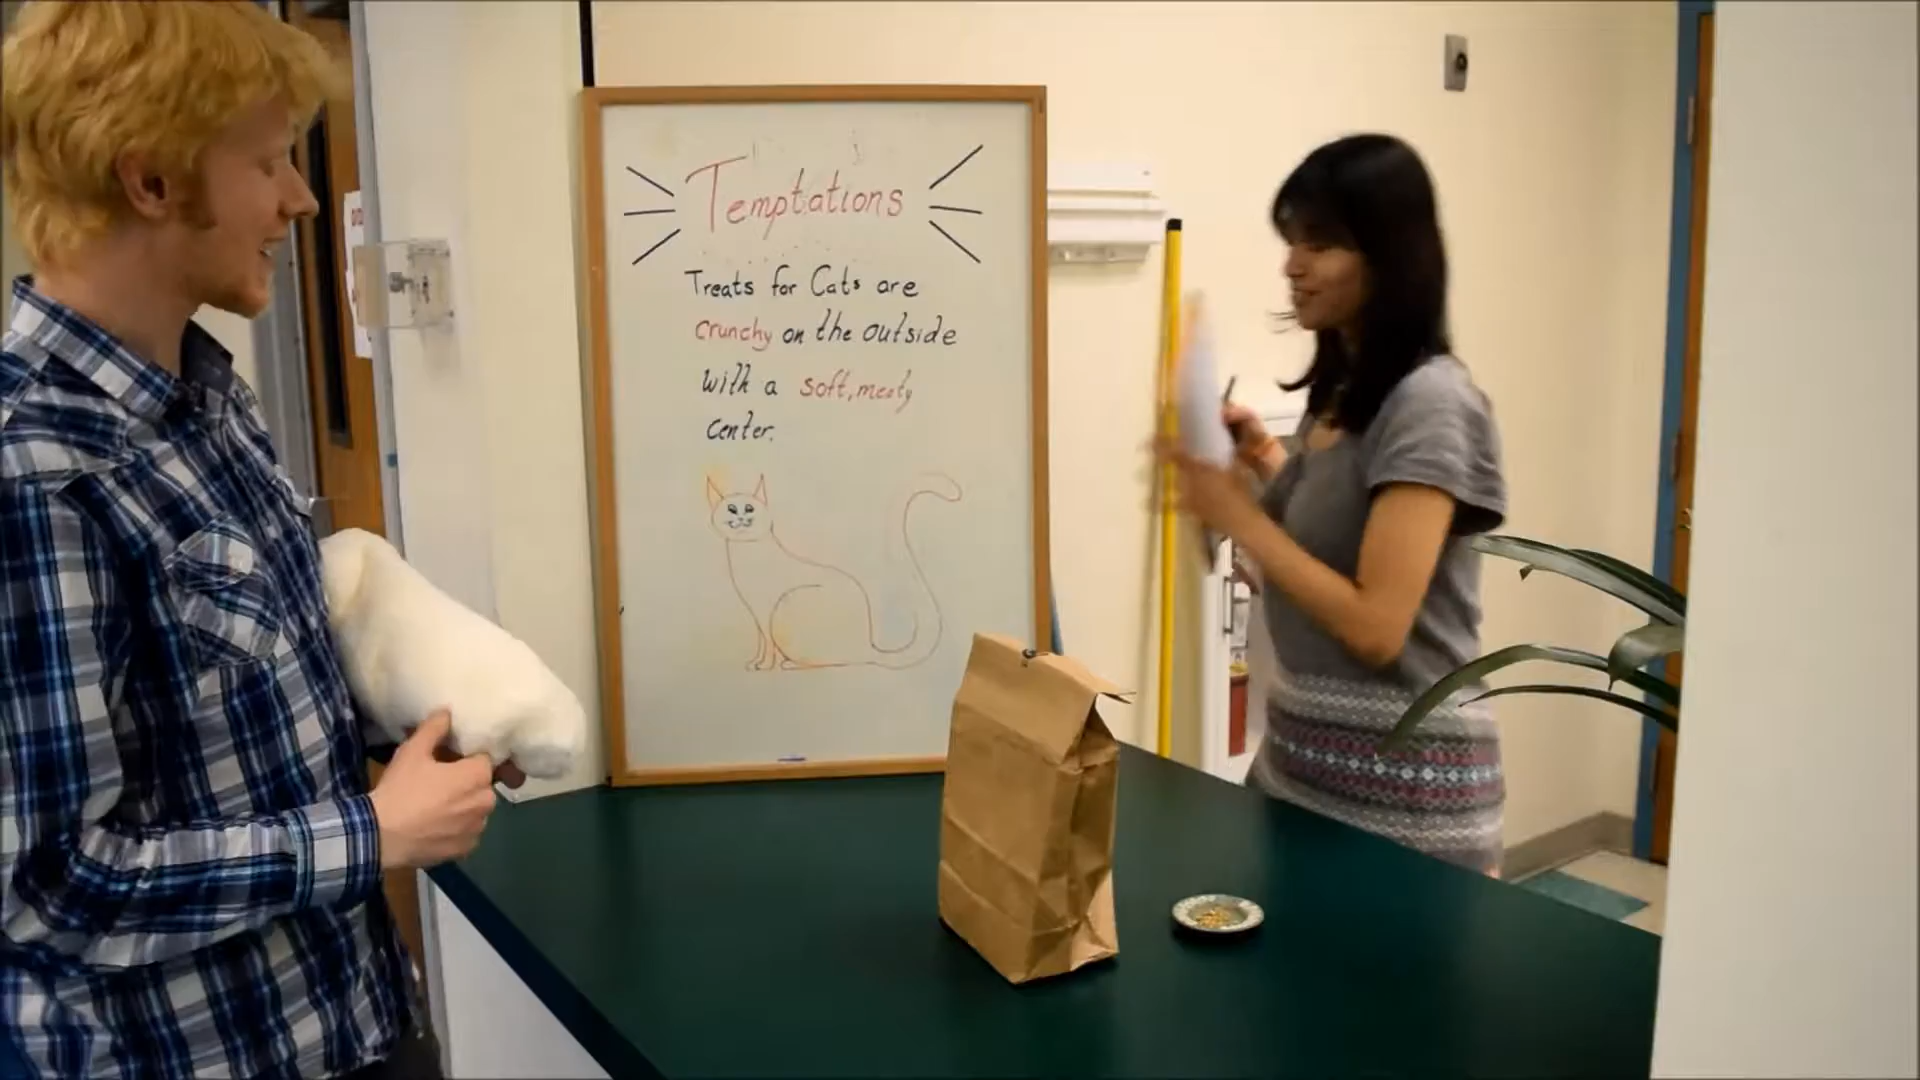 Temptations
Treats for Cats are
crunchy on the outside
with a soft, meaty
center.